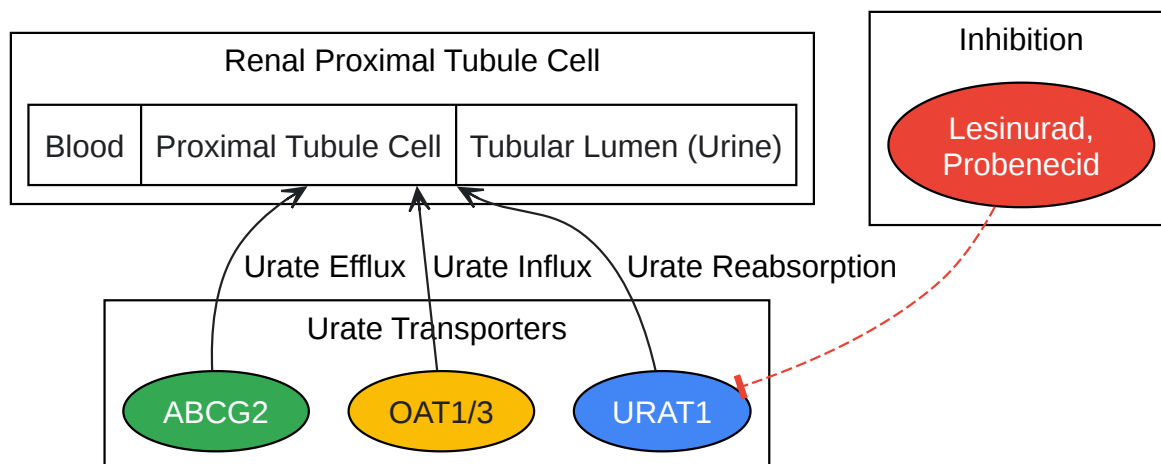 Renal Proximal Tubule Cell
Blood
Proximal Tubule Cell
Tubular Lumen (Urine)
Inhibition
Lesinurad,
Probenecid
Urate Efflux
Urate Influx
Urate Reabsorption
Urate Transporters
ABCG2
OAT1/3
URAT1